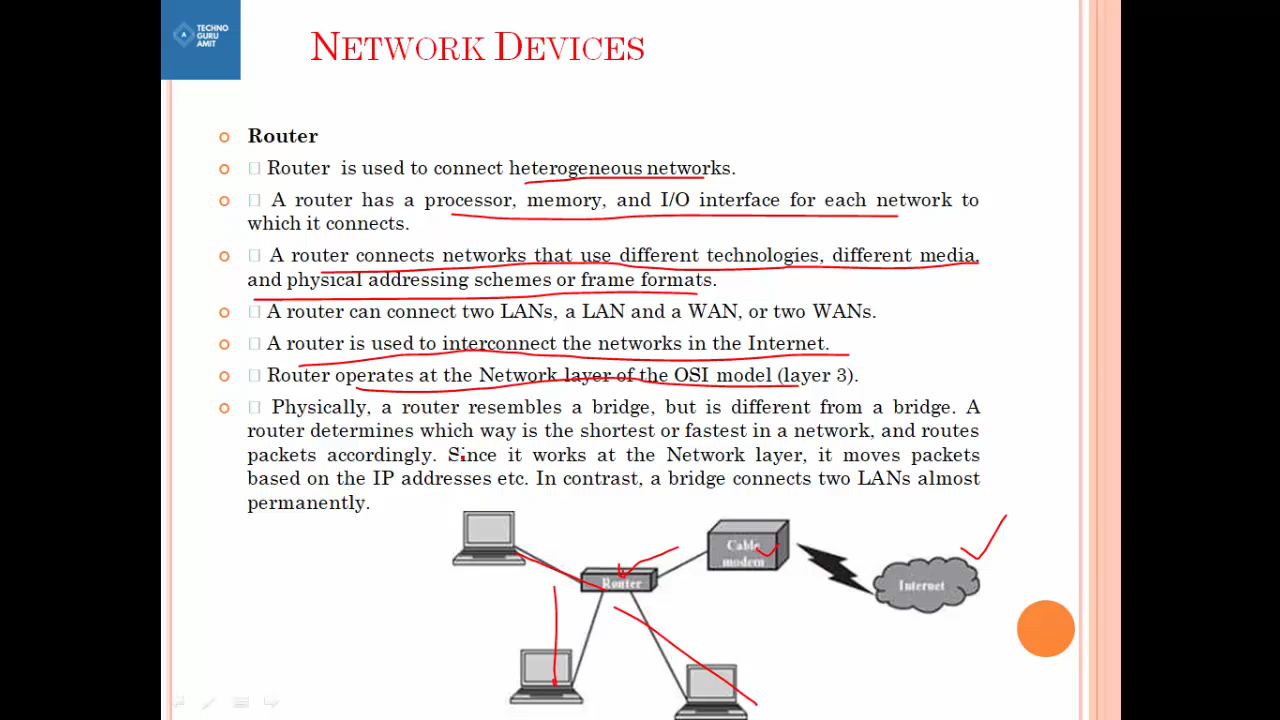 TECHNO
GURU
AMIT
NETWORK DEVICES
Router
Router is used to connect heterogeneous networks.
A router has a processor, memory, and I/O interface for each network to
which it connects.
A router connects networks that use different technologies, different media,
and physical addressing schemes or frame formats.
A router can connect two LANs, a LAN and a WAN, or two WANs.
A router is used to interconnect the networks in the Internet.
Router operates at the Network layer of the OSI model (layer 3).
Physically, a router resembles a bridge, but is different from a bridge. A
router determines which way is the shortest or fastest in a network, and routes
packets accordingly. Since it works at the Network layer, it moves packets
based on the IP addresses etc. In contrast, a bridge connects two LANs almost
permanently.
Cable
modem
Router
Internet